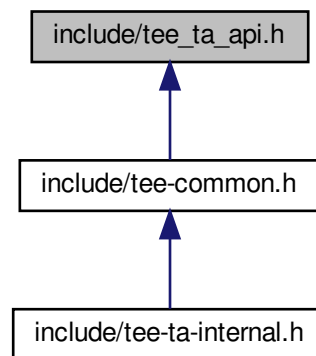 include/tee_ta_api.h
include/tee-common.h
include/tee-ta-internal.h